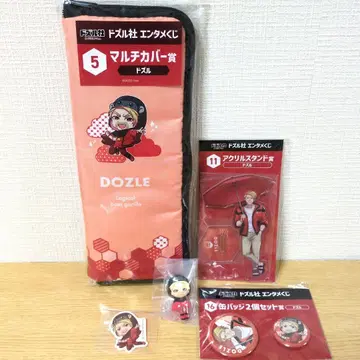 ドズル社 エンタメくじ
5
マルチカバー賞
ドズル
DOZLE
ドズル社 エンタメくじ
11
アクリルスタンド賞
ドズル
ドズル社 エンタメくじ
14
缶バッジ2個セット賞
DOZLE